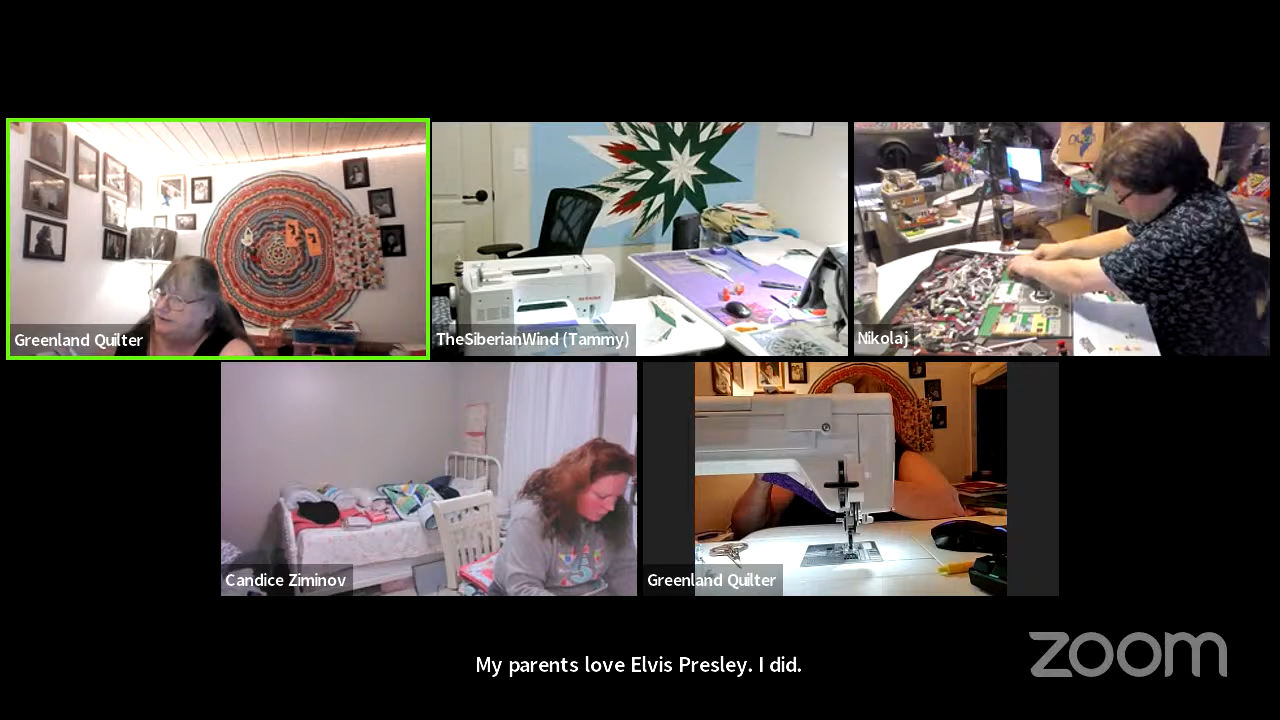 Greenland Quilter
TheSiberianWind (Tammy)
Nikolaj
Candice Ziminov
Greenland Quilter
My parents love Elvis Presley. I did.
zoom